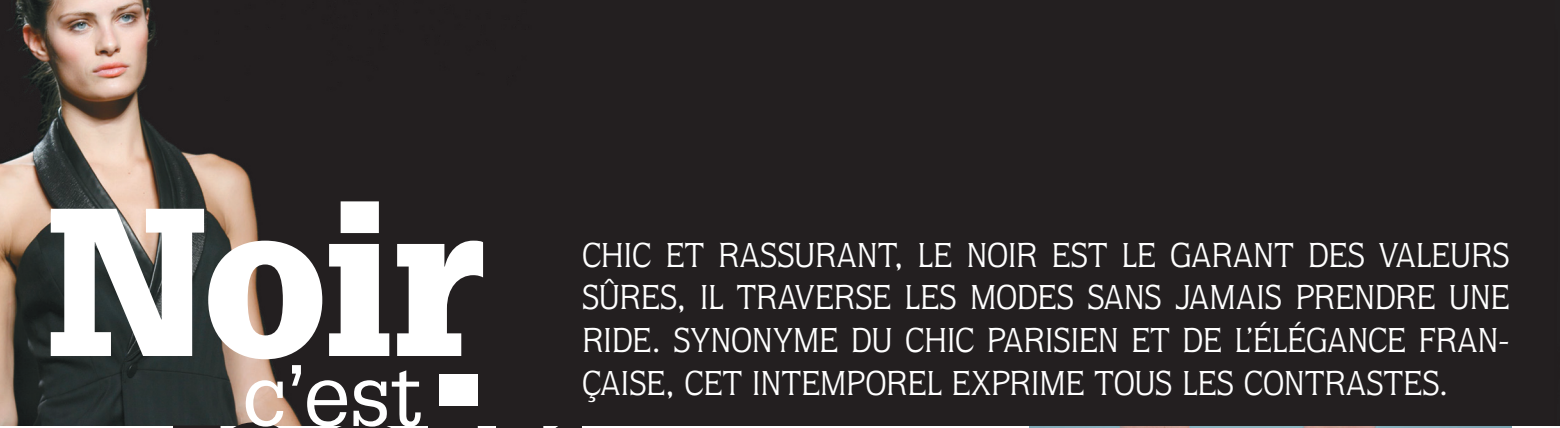 Noir
c'est
CHIC ET RASSURANT, LE NOIR EST LE GARANT DES VALEURS
SÛRES, IL TRAVERSE LES MODES SANS JAMAIS PRENDRE UNE
RIDE. SYNONYME DU CHIC PARISIEN ET DE L'ÉLÉGANCE FRAN-
ÇAISE, CET INTEMPOREL EXPRIME TOUS LES CONTRASTES.